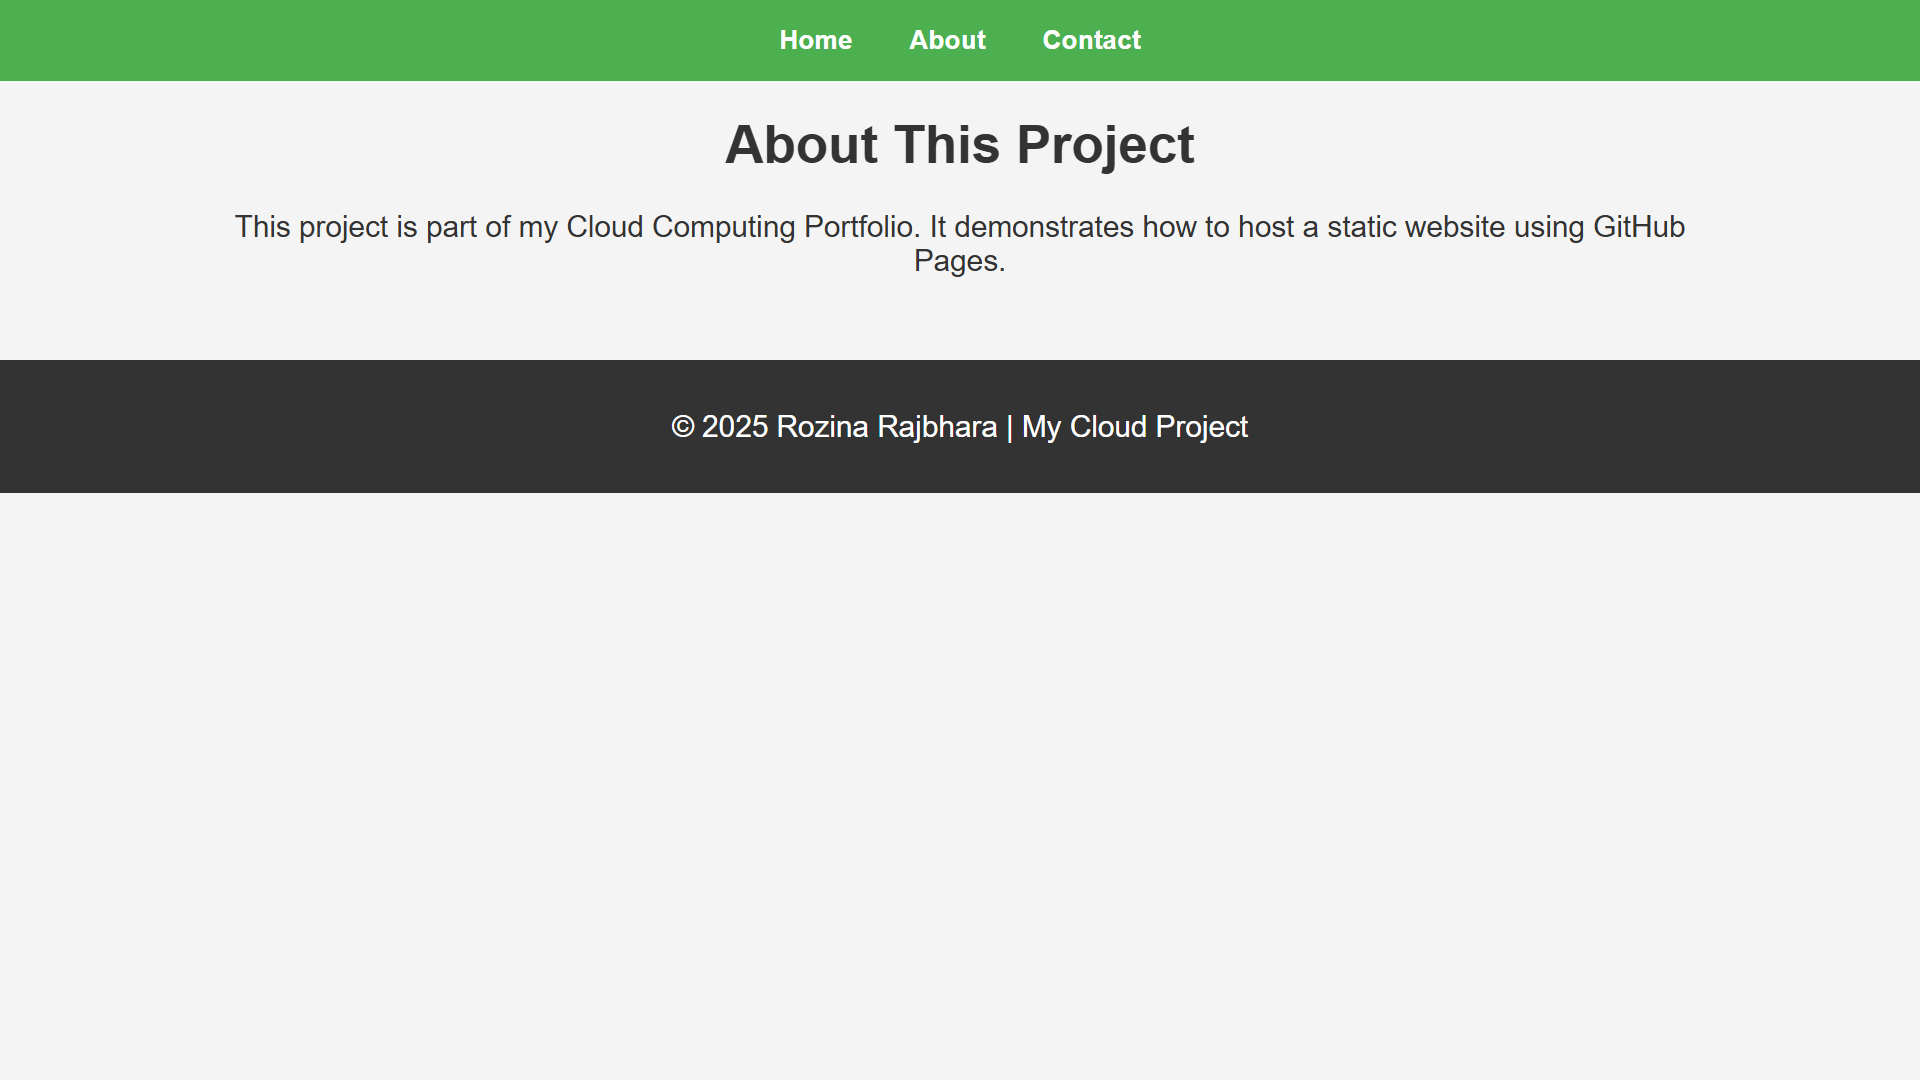 Home About Contact
About This Project
This project is part of my Cloud Computing Portfolio. It demonstrates how to host a static website using GitHub
Pages.
© 2025 Rozina Rajbhara | My Cloud Project